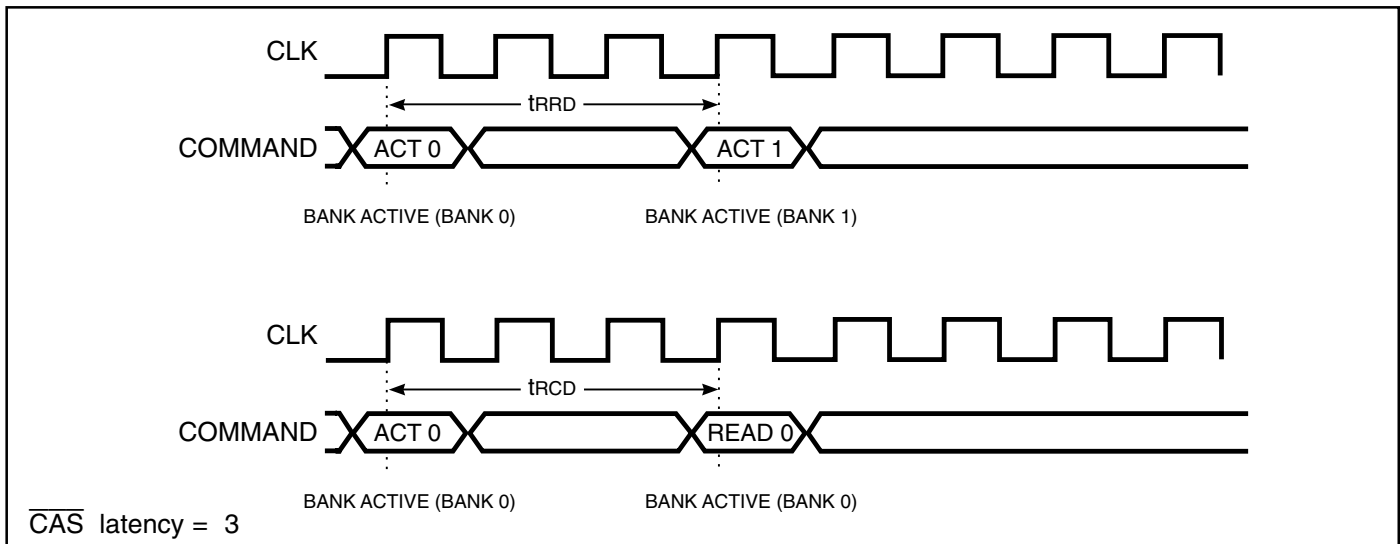 CLK
tRRD
COMMAND ACT 0 ACT 1
BANK ACTIVE (BANK 0) BANK ACTIVE (BANK 1)
CLK
tRCD
COMMAND ACT 0 READ 0
BANK ACTIVE (BANK 0) BANK ACTIVE (BANK 0)
CAS latency = 3